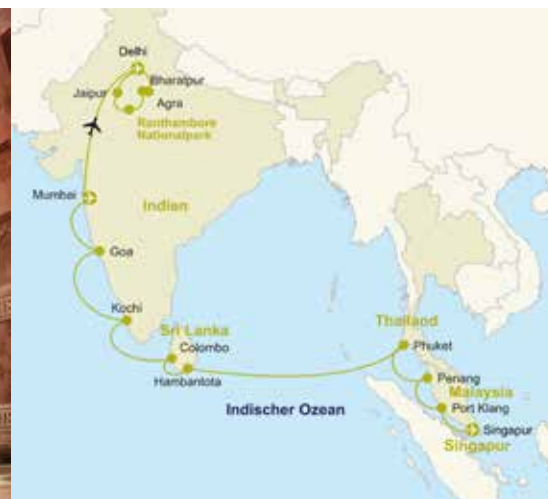 Delhi
Bharatpur
Jaipur
Agra
Ranthambore
Nationalpark
Mumbai
Indien
Goa
Kochi
Sri Lanka
Colombo
Hambantota
Thailand
Phuket
Penang
Malaysia
Port Klang
Indischer Ozean
Singapur
Singapur